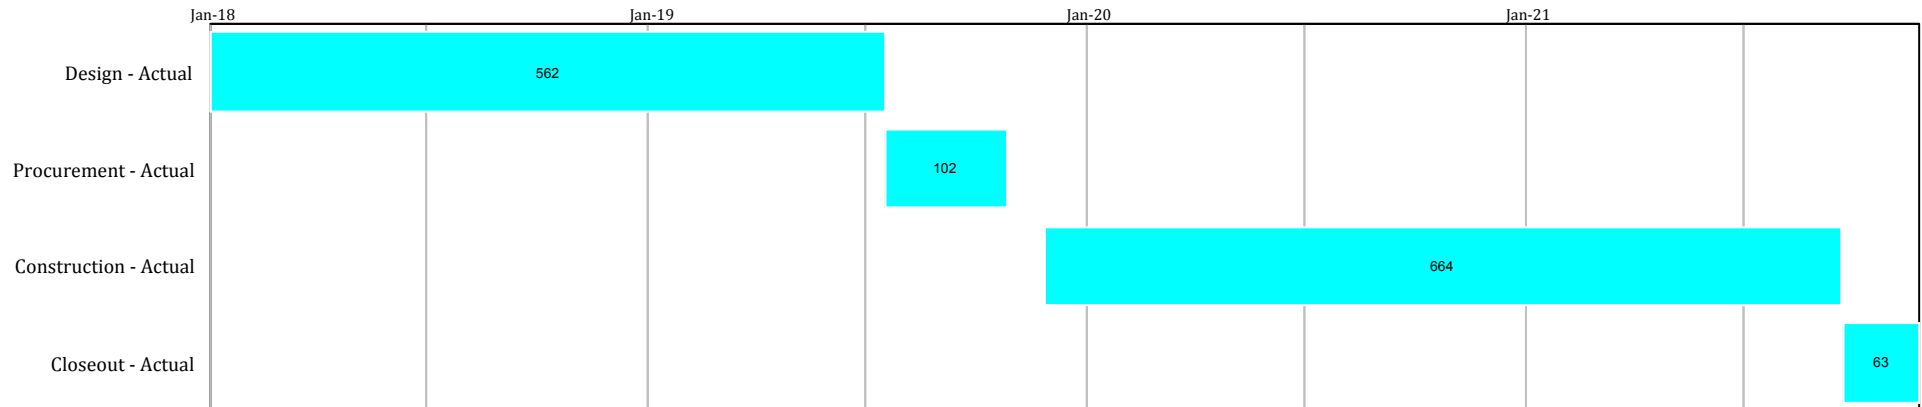 Jan-18 Jan-19 Jan-20 Jan-21
Design - Actual 562
Procurement - Actual 102
Construction - Actual 664
Closeout - Actual 63